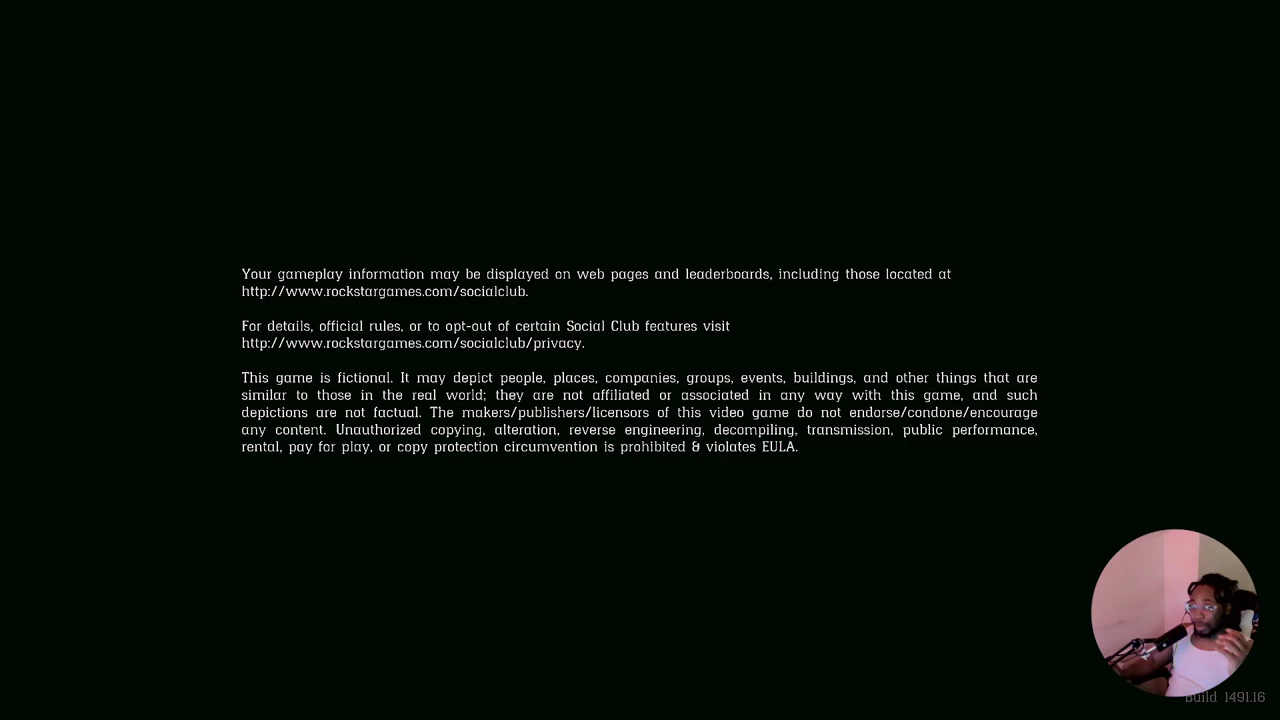 Your gameplay information may be displayed on web pages and leaderboards, including those located at
http://www.rockstargames.com/socialclub.
For details, official rules, or to opt-out of certain Social Club features visit
http://www.rockstargames.com/socialclub/privacy.
This game is fictional. It may depict people, places, companies, groups, events, buildings, and other things that are
similar to those in the real world; they are not affiliated or associated in any way with this game, and such
depictions are not factual. The makers/publishers/licensors of this video game do not endorse/condone/encourage
any content. Unauthorized copying, alteration, reverse engineering, decompiling, transmission, public performance,
rental, pay for play, or copy protection circumvention is prohibited & violates EULA.
Build 1491.16